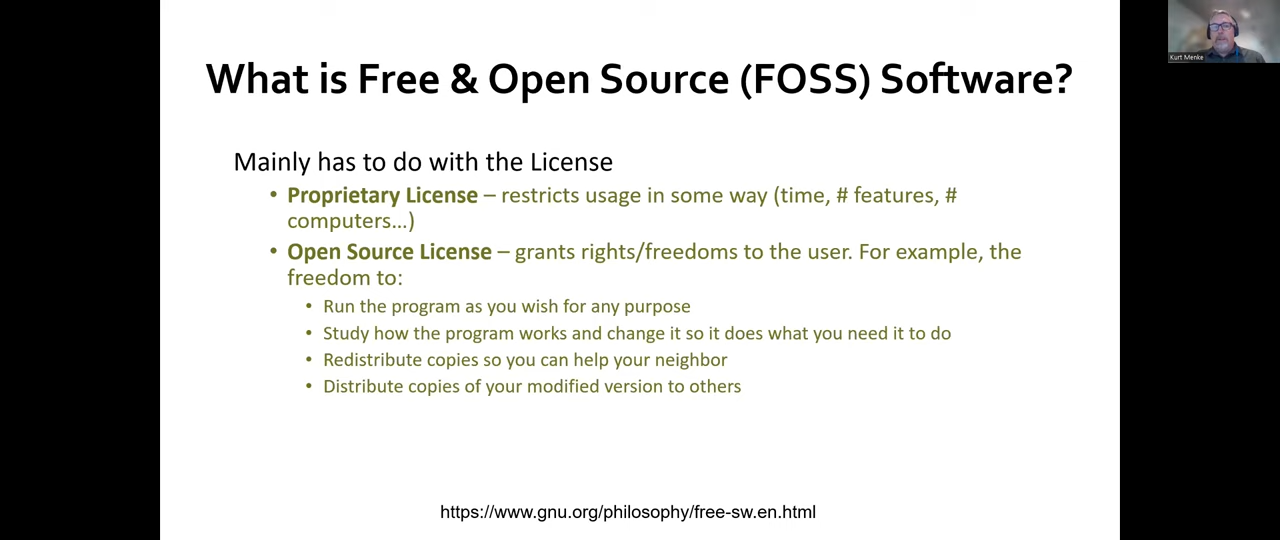 What is Free & Open Source (FOSS) Software?
Kurt Menke
Mainly has to do with the License
• Proprietary License – restricts usage in some way (time, # features, #
computers…)
• Open Source License – grants rights/freedoms to the user. For example, the
freedom to:
• Run the program as you wish for any purpose
• Study how the program works and change it so it does what you need it to do
• Redistribute copies so you can help your neighbor
• Distribute copies of your modified version to others
https://www.gnu.org/philosophy/free-sw.en.html